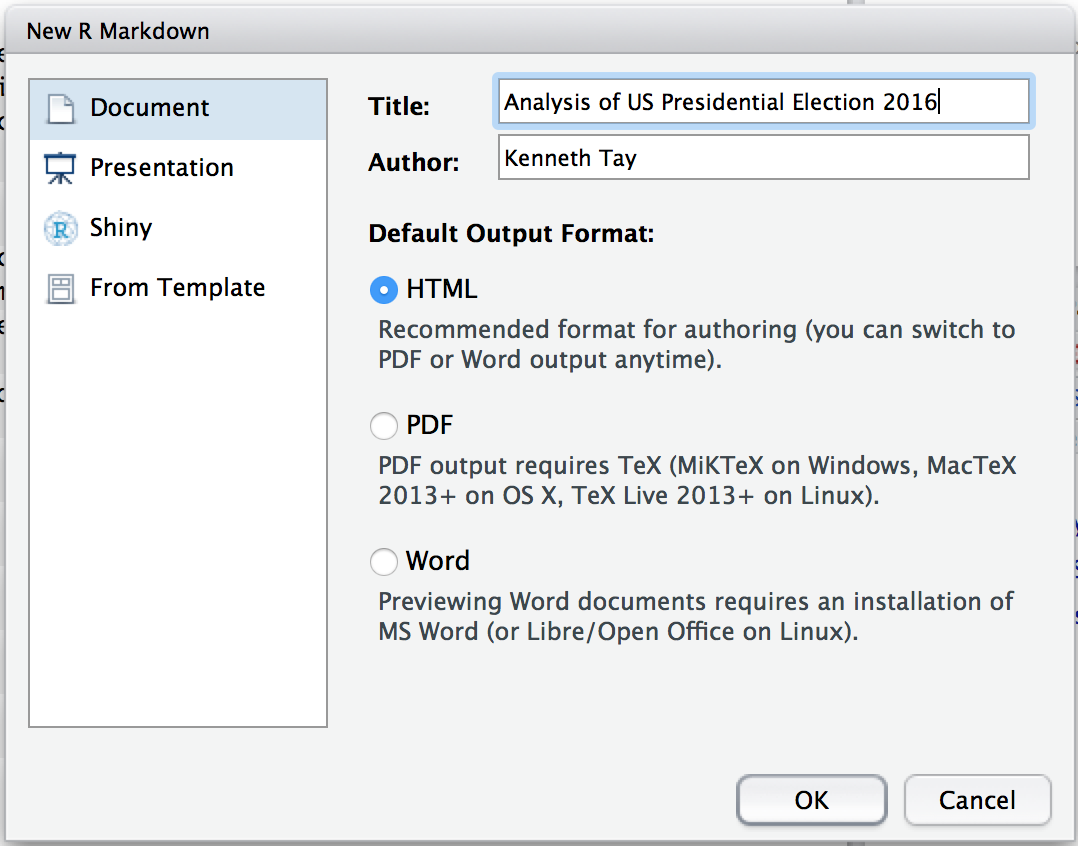 New R Markdown
Document
Presentation
Shiny
From Template
Title:
Analysis of US Presidential Election 2016
Author:
Kenneth Tay
Default Output Format:
HTML
Recommended format for authoring (you can switch to
PDF or Word output anytime).
PDF
PDF output requires TeX (MiKTeX on Windows, MacTeX
2013+ on OS X, TeX Live 2013+ on Linux).
Word
Previewing Word documents requires an installation of
MS Word (or Libre/Open Office on Linux).
OK
Cancel